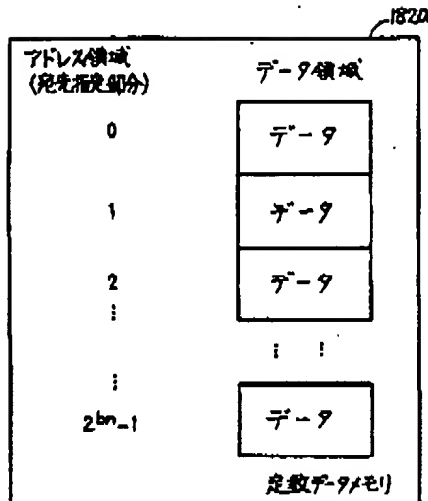 1820
アドレス領域
(宛先指定部分)
データ領域
0
データ
1
データ
2
データ
⋮
⋮ ⋮
⋮
2^bn-1
データ
定数データメモリ